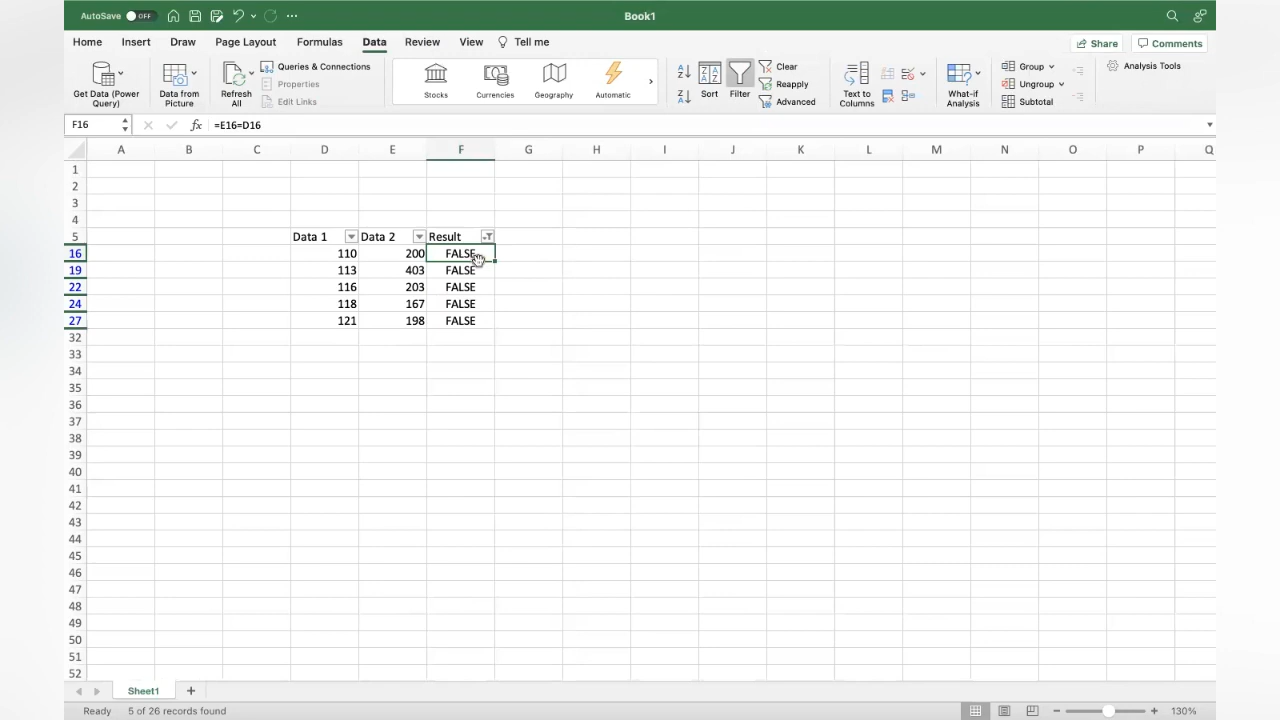 AutoSave OFF ... Book1
Home Insert Draw Page Layout Formulas Data Review View Tell me Share Comments
Get Data (Power Query) Data from Picture Refresh All Queries & Connections Properties Edit Links Stocks Currencies Geography Automatic Sort Filter Clear Reapply Advanced Text to Columns What-if Analysis Group Ungroup Subtotal Analysis Tools
F16 fx =E16=D16
A B C D E F G H I J K L M N O P Q
1
2
3
4
5 Data 1 Data 2 Result
16 110 200 FALSE
19 113 403 FALSE
22 116 203 FALSE
24 118 167 FALSE
27 121 198 FALSE
32
33
34
35
36
37
38
39
40
41
42
43
44
45
46
47
48
49
50
51
52
Sheet1 +
Ready 5 of 26 records found 130%